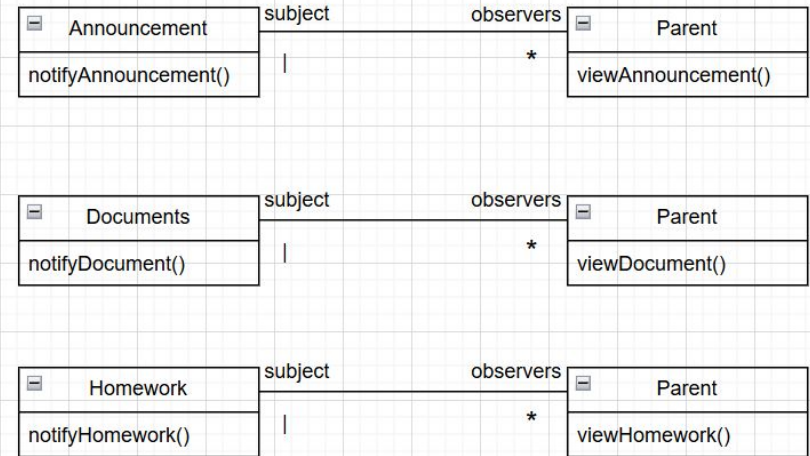 subject observers
Announcement Parent
| *
notifyAnnouncement() viewAnnouncement()
subject observers
Documents Parent
| *
notifyDocument() viewDocument()
subject observers
Homework Parent
| *
notifyHomework() viewHomework()